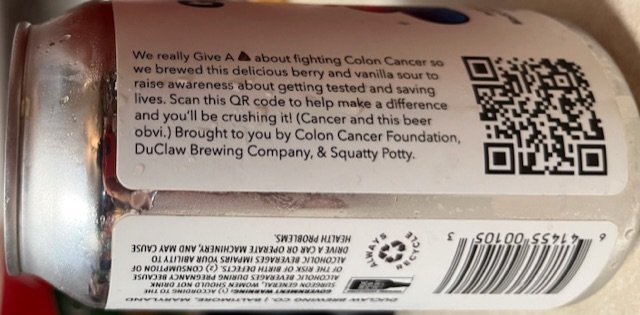 We really Give A 💩 about fighting Colon Cancer so
we brewed this delicious berry and vanilla sour to
raise awareness about getting tested and saving
lives. Scan this QR code to help make a difference
and you'll be crushing it! (Cancer and this beer
obvi.) Brought to you by Colon Cancer Foundation,
DuClaw Brewing Company, & Squatty Potty.
DUCLAW BREWING CO. | BALTIMORE, MARYLAND
GOVERNMENT WARNING: (1) ACCORDING TO THE
SURGEON GENERAL, WOMEN SHOULD NOT DRINK
ALCOHOLIC BEVERAGES DURING PREGNANCY BECAUSE
OF THE RISK OF BIRTH DEFECTS. (2) CONSUMPTION OF
ALCOHOLIC BEVERAGES IMPAIRS YOUR ABILITY TO
DRIVE A CAR OR OPERATE MACHINERY, AND MAY CAUSE
HEALTH PROBLEMS.
ALWAYS
RECYCLE
6 41455 00105 3